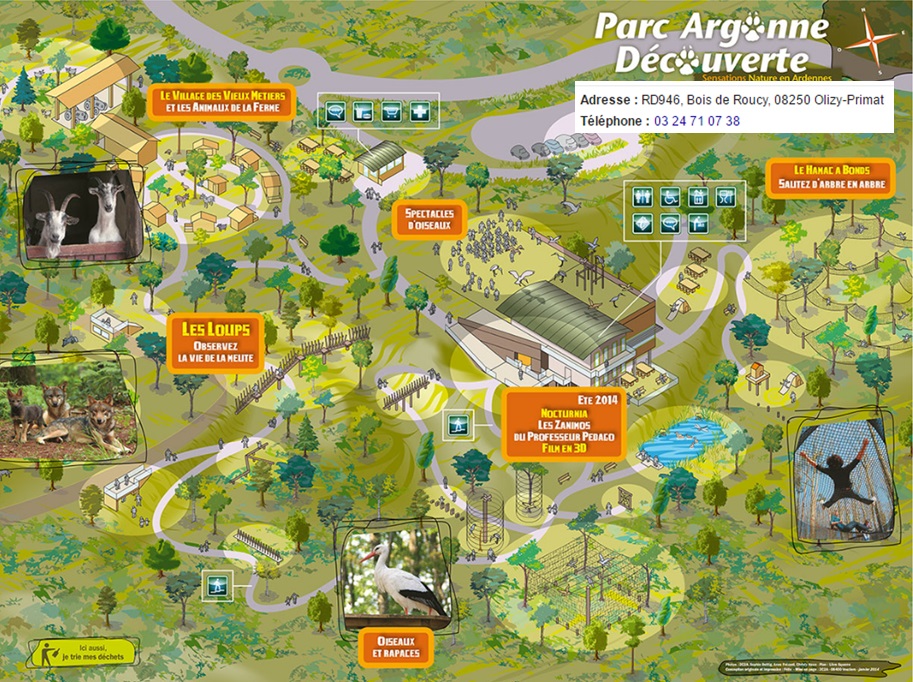 Parc Argonne
Découverte
Sensations Nature en Ardennes
N
E
S
O
Adresse : RD946, Bois de Roucy, 08250 Olizy-Primat
Téléphone : 03 24 71 07 38
Le Village des Vieux Metiers
et les Animaux de la Ferme
Le Hamac a Bonds
Sautez d'arbre en arbre
Spectacles
d'oiseaux
Les Loups
Observez
la vie de la meute
Ete 2014
Nocturnia
Les Zanimos
du Professeur Pedago
Film en 3D
Oiseaux
et rapaces
Ici aussi,
je trie mes déchets